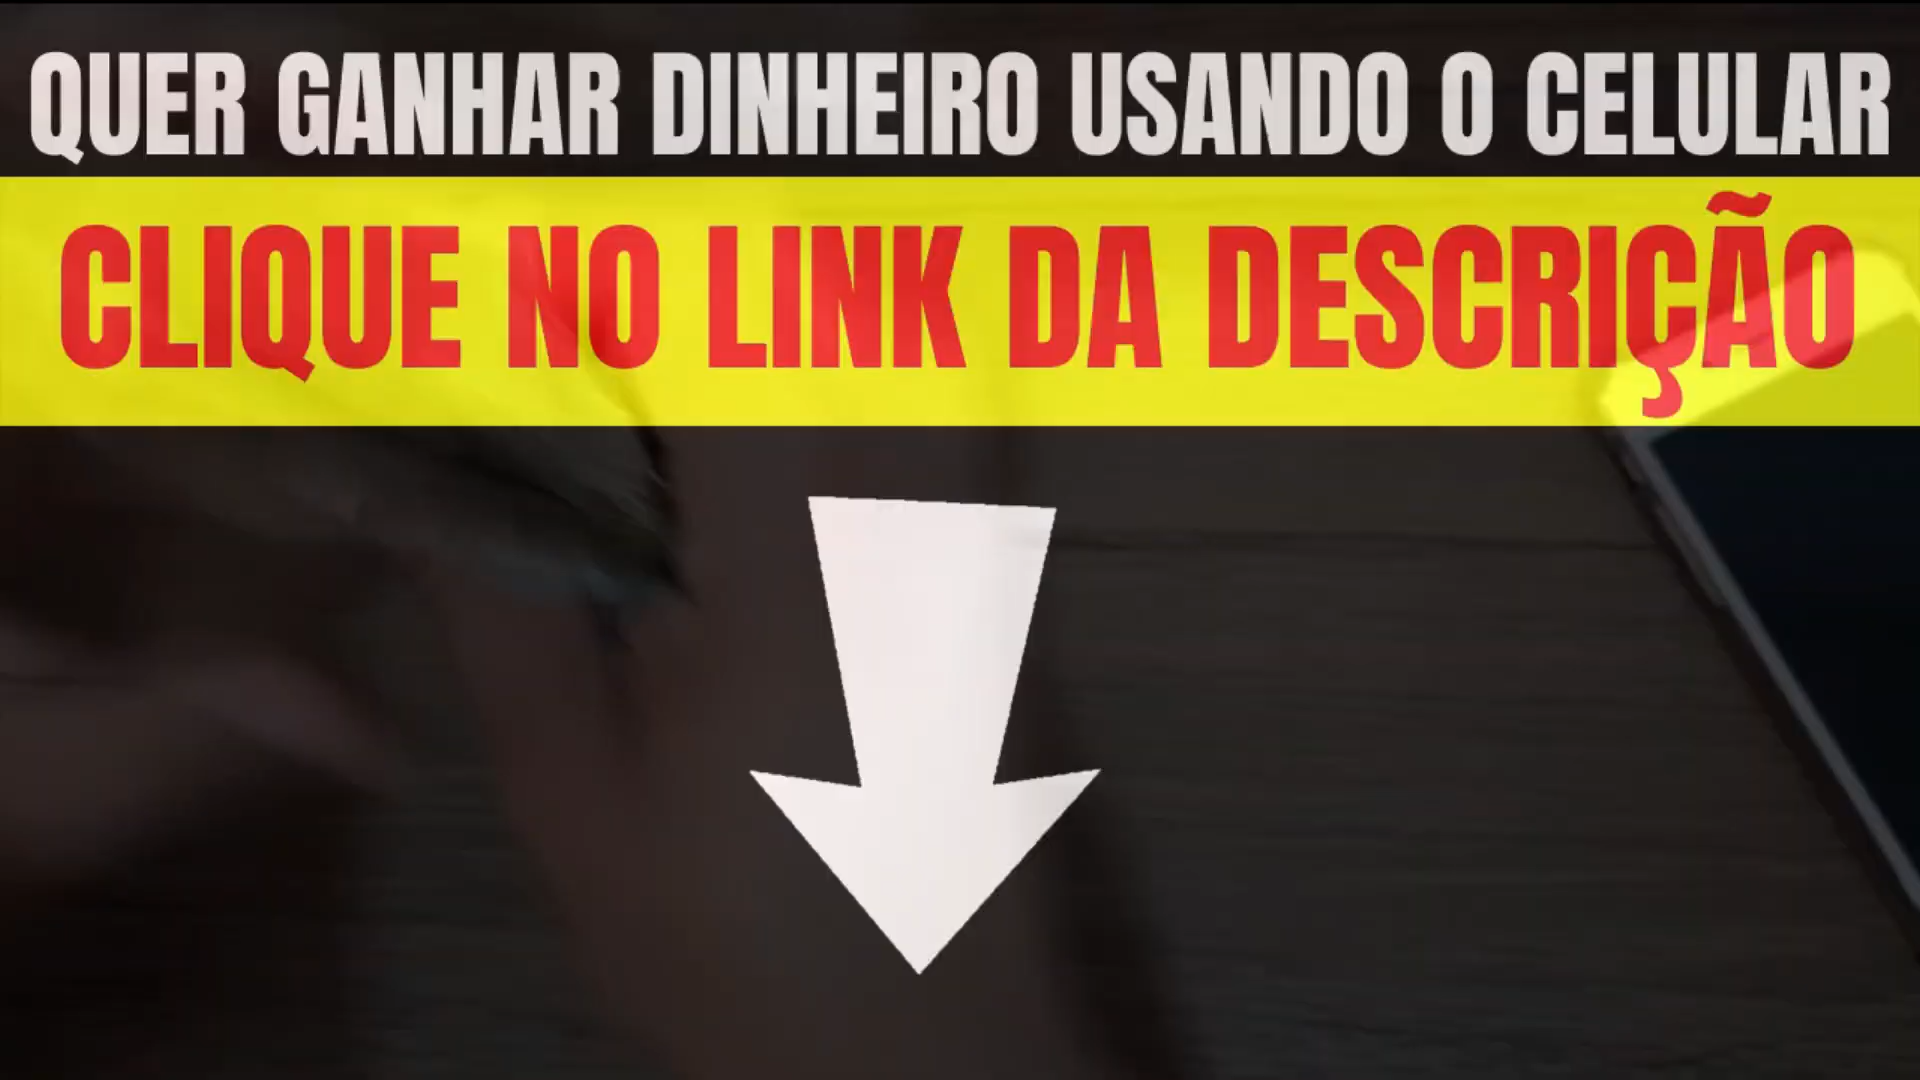 QUER GANHAR DINHEIRO USANDO O CELULAR
CLIQUE NO LINK DA DESCRIÇÃO